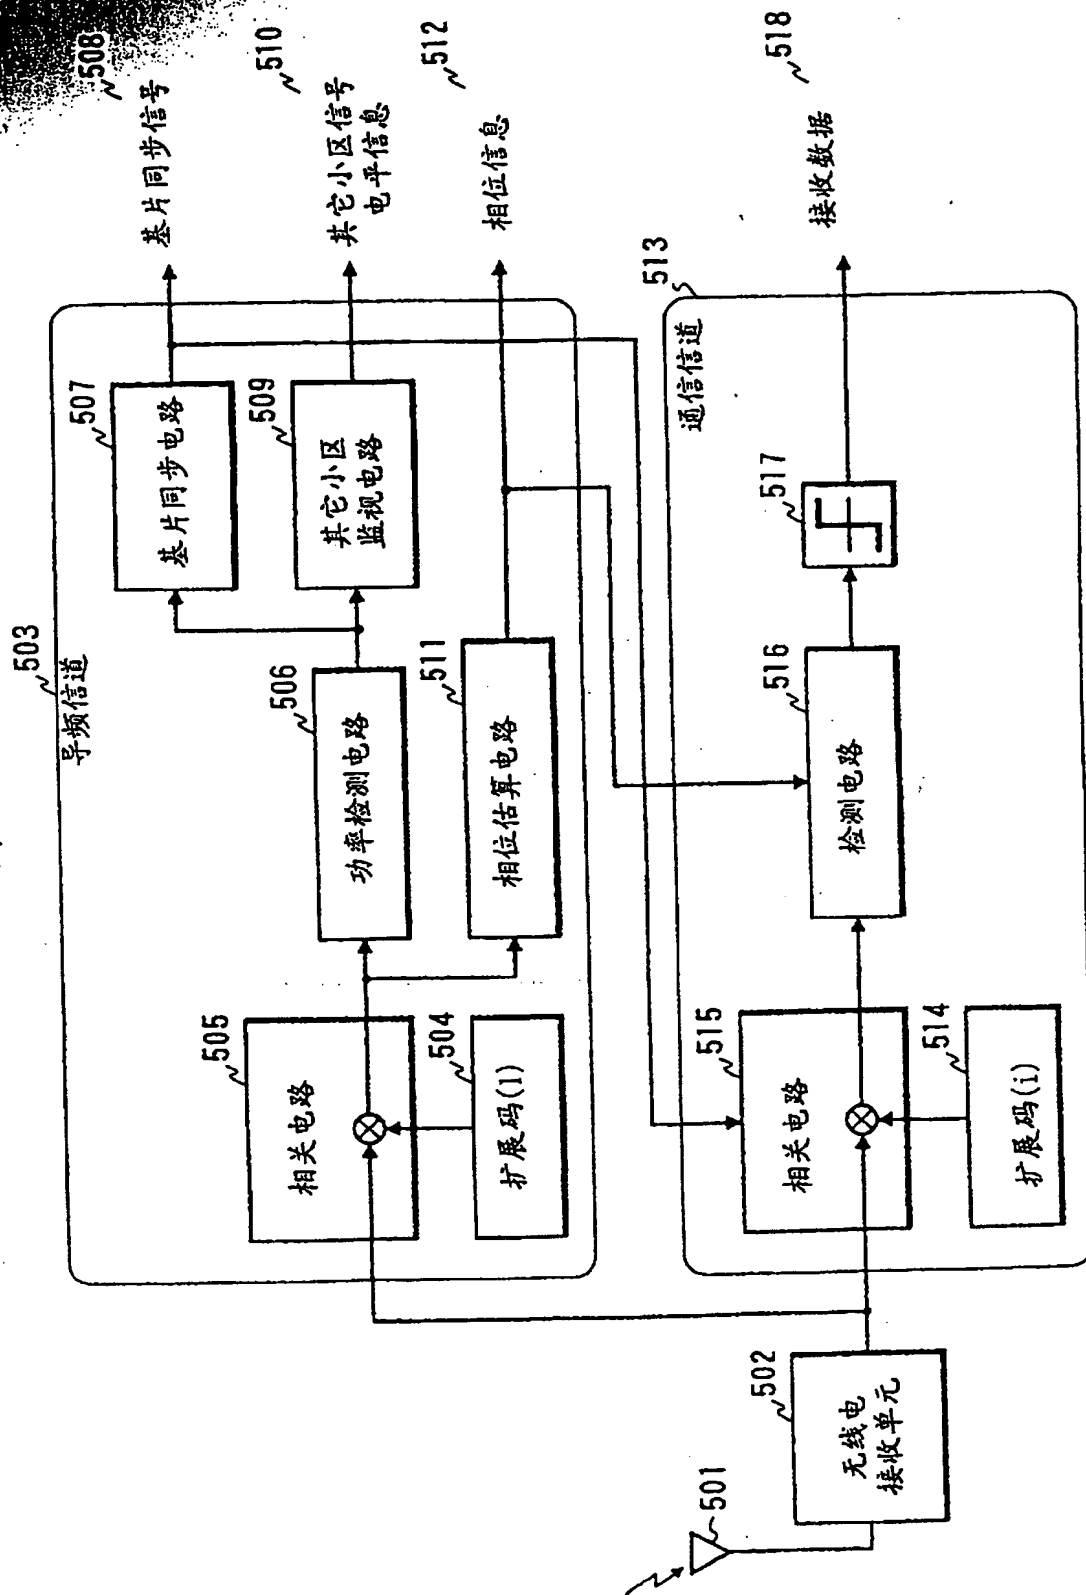 503
导频信道
507
基片同步电路
基片同步信号
508
509
其它小区
监视电路
其它小区信号
电平信息
510
506
功率检测电路
511
相位估算电路
相位信息
512
505
相关电路
504
扩展码(1)
513
通信信道
515
相关电路
514
扩展码(i)
516
检测电路
517
接收数据
518
502
无线电
接收单元
501